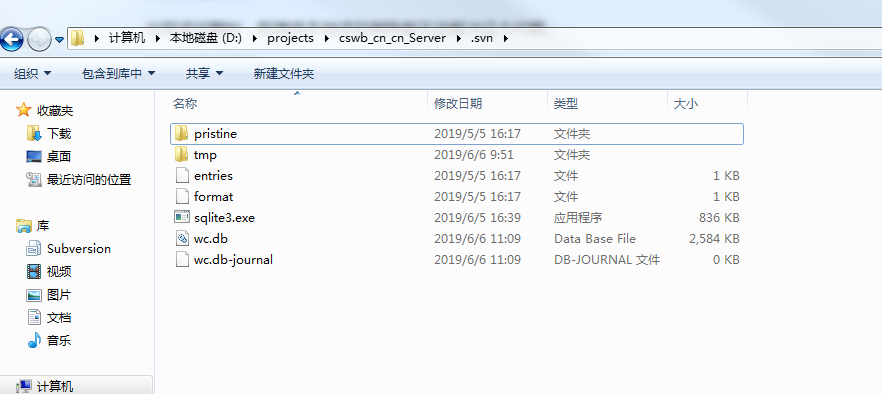 计算机 本地磁盘 (D:) projects cswb_cn_cn_Server .svn
组织 包含到库中 共享 新建文件夹
收藏夹
下载
桌面
最近访问的位置
库
Subversion
视频
图片
文档
音乐
计算机
名称 修改日期 类型 大小
pristine 2019/5/5 16:17 文件夹
tmp 2019/6/6 9:51 文件夹
entries 2019/5/5 16:17 文件 1 KB
format 2019/5/5 16:17 文件 1 KB
sqlite3.exe 2019/6/5 16:39 应用程序 836 KB
wc.db 2019/6/6 11:09 Data Base File 2,584 KB
wc.db-journal 2019/6/6 11:09 DB-JOURNAL 文件 0 KB